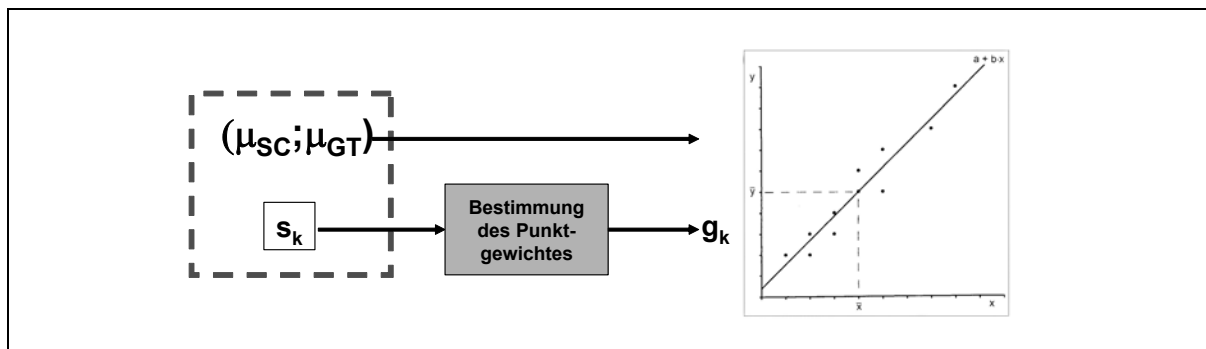 (μSC;μGT)
sk
Bestimmung
des Punkt-
gewichtes
gk
a + b·x
y
ȳ
x̄
x